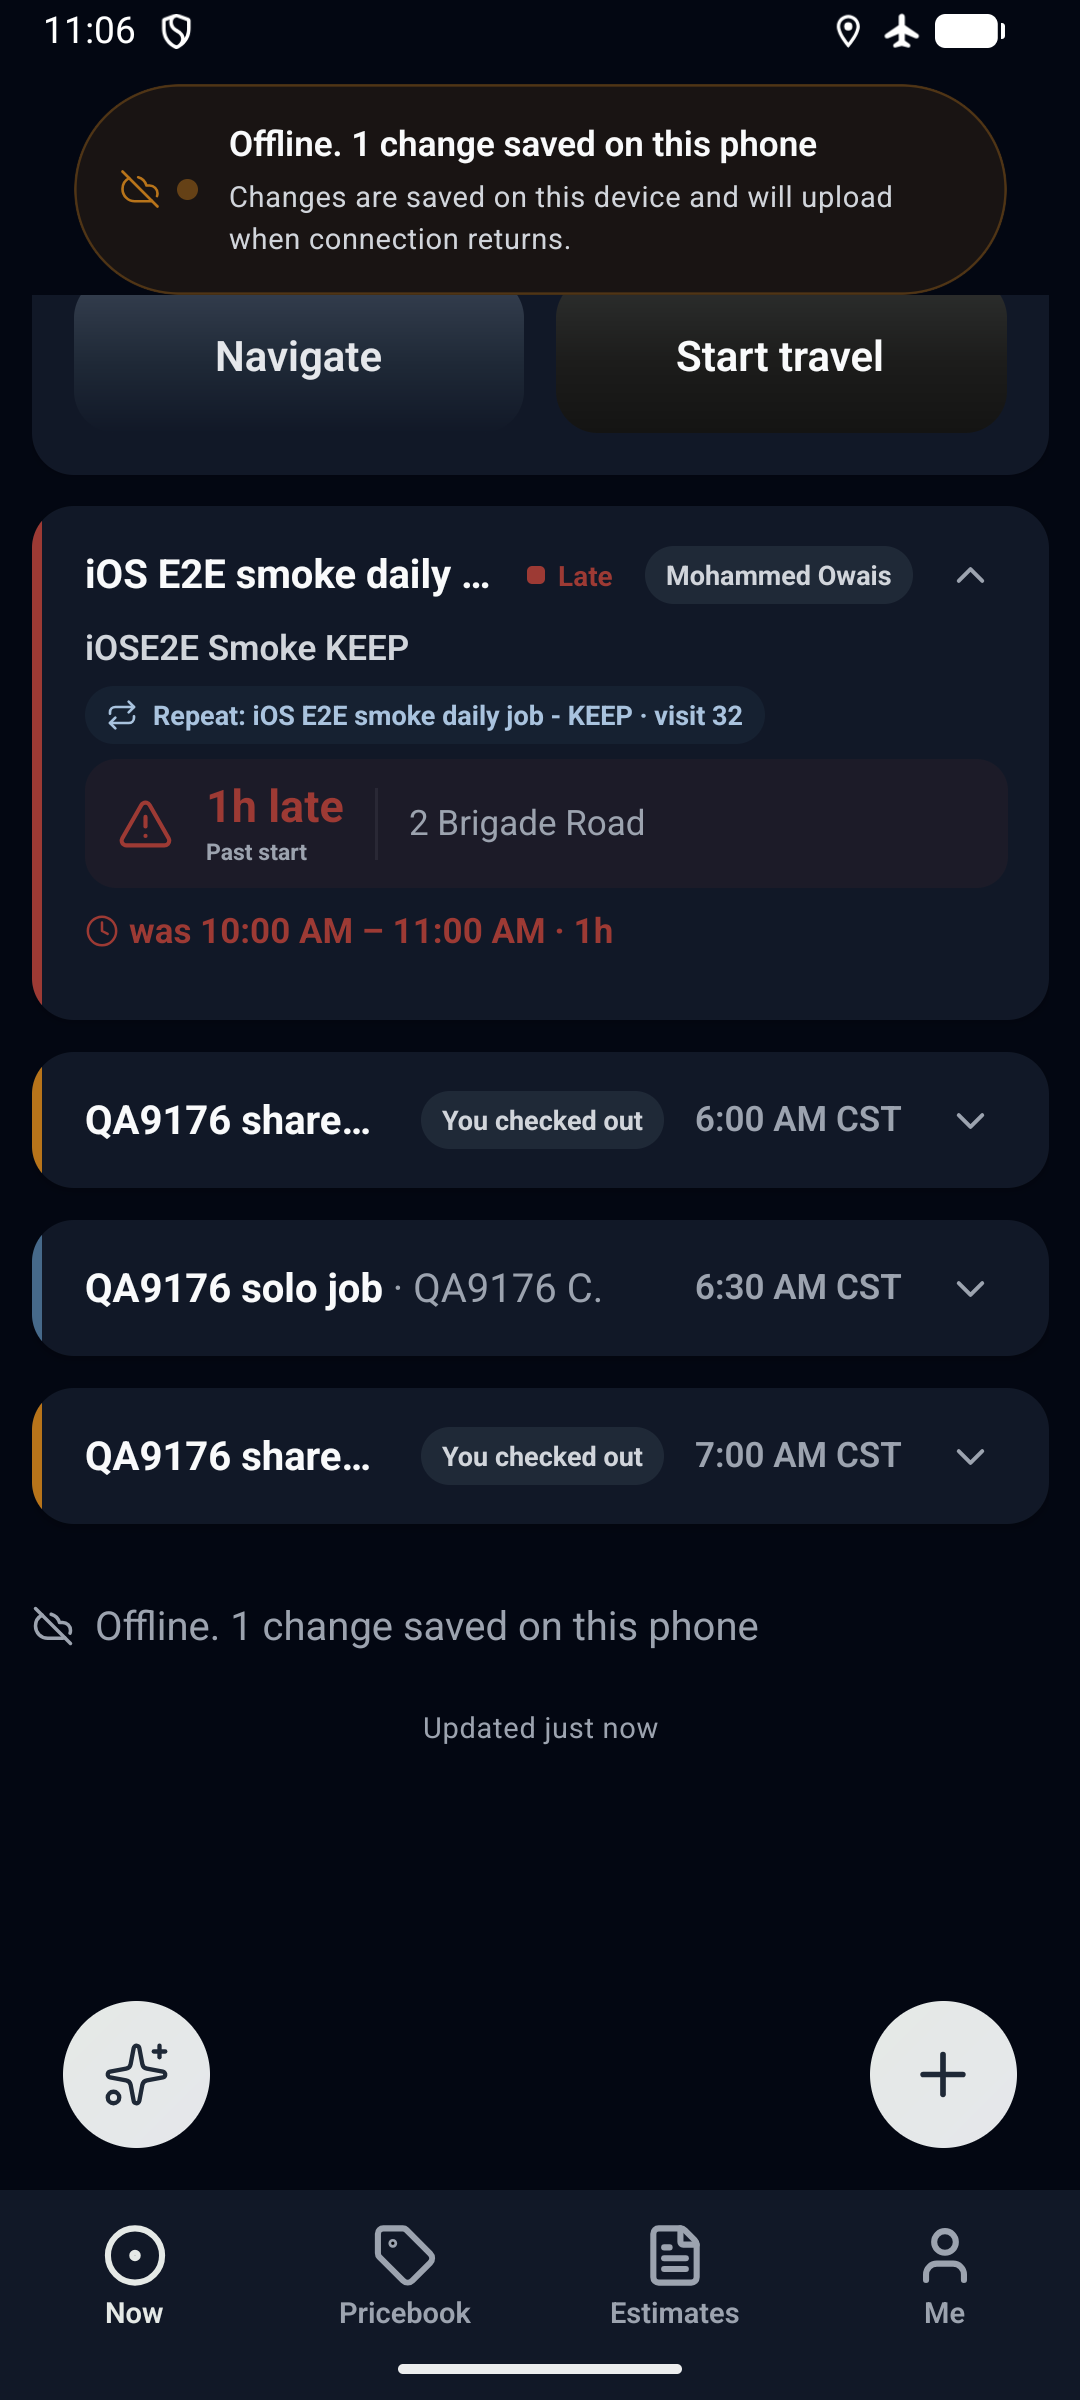 11:06
Offline. 1 change saved on this phone
Changes are saved on this device and will upload
when connection returns.
Navigate
Start travel
iOS E2E smoke daily ...
Late
Mohammed Owais
iOSE2E Smoke KEEP
Repeat: iOS E2E smoke daily job - KEEP · visit 32
1h late
Past start
2 Brigade Road
was 10:00 AM – 11:00 AM · 1h
QA9176 share...
You checked out
6:00 AM CST
QA9176 solo job · QA9176 C.
6:30 AM CST
QA9176 share...
You checked out
7:00 AM CST
Offline. 1 change saved on this phone
Updated just now
Now
Pricebook
Estimates
Me